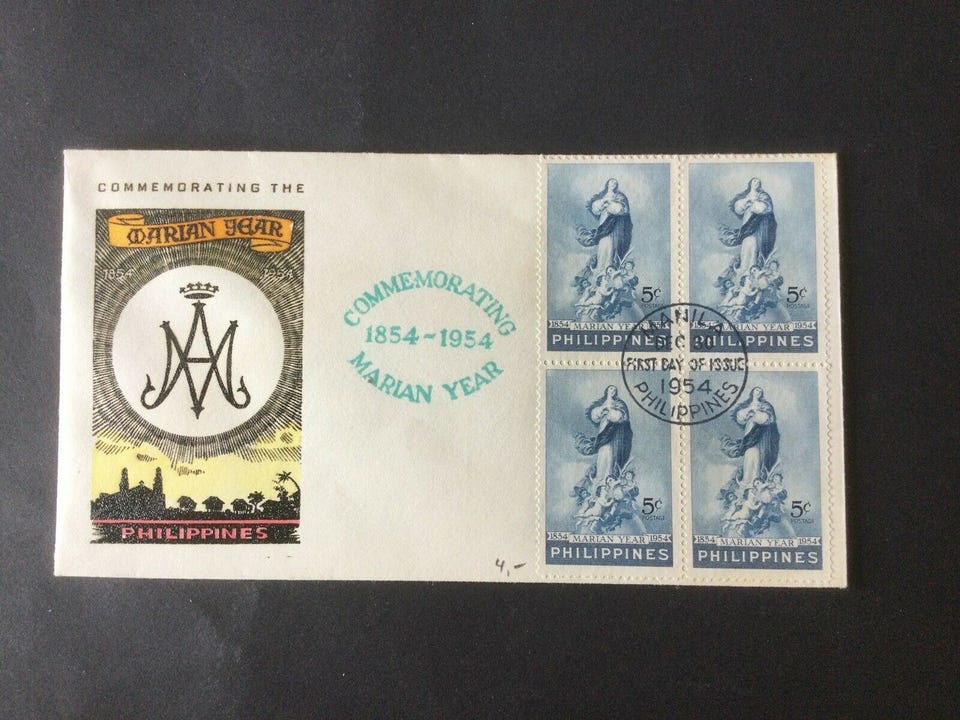 COMMEMORATING THE
MARIAN YEAR
1854 1954
PHILIPPINES
COMMEMORATING
1854-1954
MARIAN YEAR
4,-
5¢
POSTAGE
1854 MARIAN YEAR 1954
PHILIPPINES
5¢
POSTAGE
1854 MARIAN YEAR 1954
PHILIPPINES
MANILA
DEC 30
FIRST DAY OF ISSUE
1954
PHILIPPINES
5¢
POSTAGE
1854 MARIAN YEAR 1954
PHILIPPINES
5¢
POSTAGE
1854 MARIAN YEAR 1954
PHILIPPINES